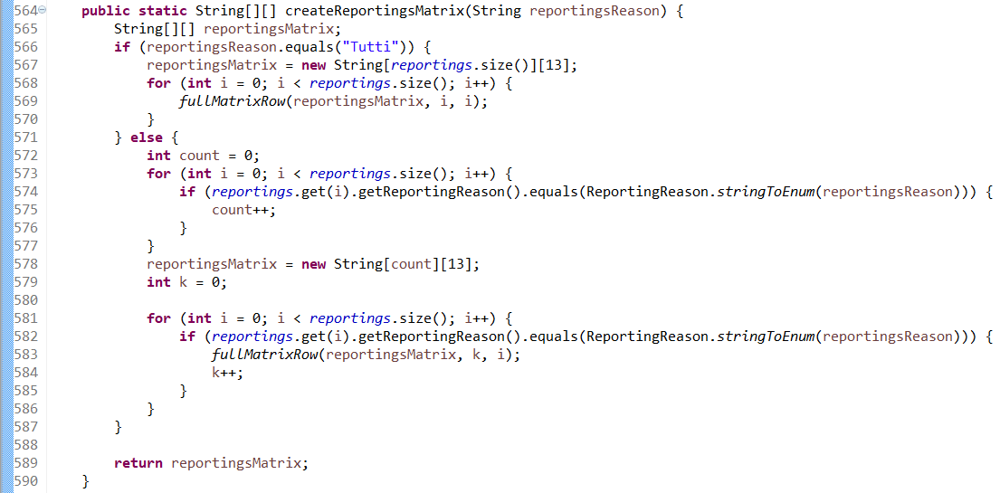 564 public static String[][] createReportingsMatrix(String reportingsReason) {
565 String[][] reportingsMatrix;
566 if (reportingsReason.equals("Tutti")) {
567 reportingsMatrix = new String[reportings.size()][13];
568 for (int i = 0; i < reportings.size(); i++) {
569 fullMatrixRow(reportingsMatrix, i, i);
570 }
571 } else {
572 int count = 0;
573 for (int i = 0; i < reportings.size(); i++) {
574 if (reportings.get(i).getReportingReason().equals(ReportingReason.stringToEnum(reportingsReason))) {
575 count++;
576 }
577 }
578 reportingsMatrix = new String[count][13];
579 int k = 0;
580
581 for (int i = 0; i < reportings.size(); i++) {
582 if (reportings.get(i).getReportingReason().equals(ReportingReason.stringToEnum(reportingsReason))) {
583 fullMatrixRow(reportingsMatrix, k, i);
584 k++;
585 }
586 }
587 }
588
589 return reportingsMatrix;
590 }